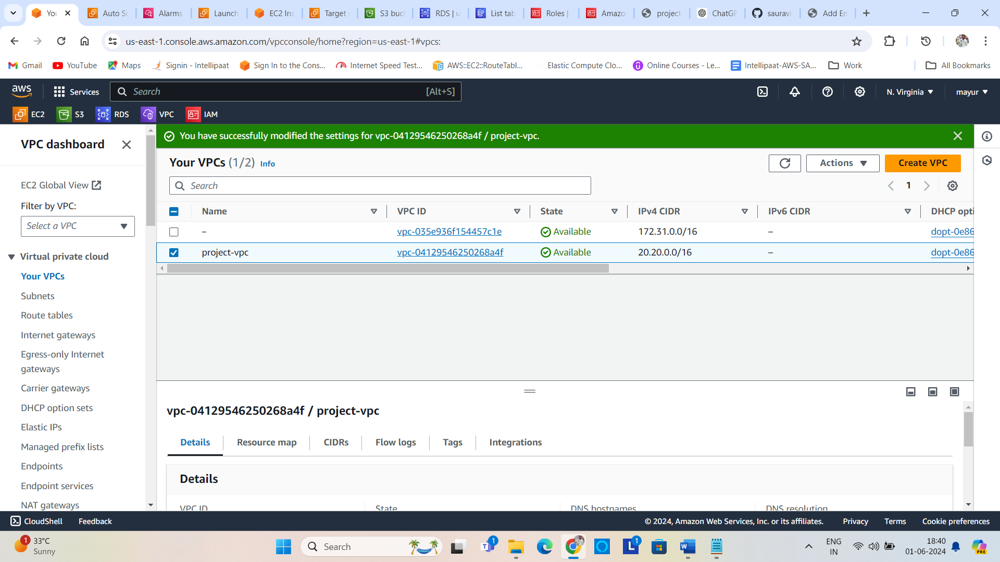 You
Auto Sc
Alarms
Launch
EC2 Ins
Target
S3 buck
RDS | u
List tab
Roles |
Amazo
project
ChatGP
saurav
Add Em
us-east-1.console.aws.amazon.com/vpcconsole/home?region=us-east-1#vpcs:
Gmail
YouTube
Maps
Signin - Intellipaat
Sign In to the Cons...
Internet Speed Test...
AWS::EC2::RouteTabl...
Elastic Compute Clo...
Online Courses - Le...
Intellipaat-AWS-SA...
Work
All Bookmarks
aws
Services
Search
[Alt+S]
N. Virginia
mayur
EC2
S3
RDS
VPC
IAM
VPC dashboard
EC2 Global View
Filter by VPC:
Select a VPC
Virtual private cloud
Your VPCs
Subnets
Route tables
Internet gateways
Egress-only Internet
gateways
Carrier gateways
DHCP option sets
Elastic IPs
Managed prefix lists
Endpoints
Endpoint services
NAT gateways
You have successfully modified the settings for vpc-04129546250268a4f / project-vpc.
Your VPCs (1/2) Info
Actions
Create VPC
Search
1
Name VPC ID State IPv4 CIDR IPv6 CIDR DHCP opti
– vpc-035e936f154457c1e Available 172.31.0.0/16 – dopt-0e86
project-vpc vpc-04129546250268a4f Available 20.20.0.0/16 – dopt-0e86
vpc-04129546250268a4f / project-vpc
Details Resource map CIDRs Flow logs Tags Integrations
Details
VPC ID State DNS hostnames DNS resolution
CloudShell
Feedback
© 2024, Amazon Web Services, Inc. or its affiliates.
Privacy
Terms
Cookie preferences
1
33°C
Sunny
Search
1
1
ENG
IN
18:40
01-06-2024
PRE